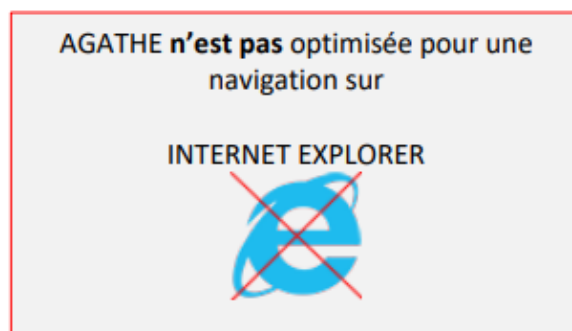 AGATHE n'est pas optimisée pour une
navigation sur
INTERNET EXPLORER